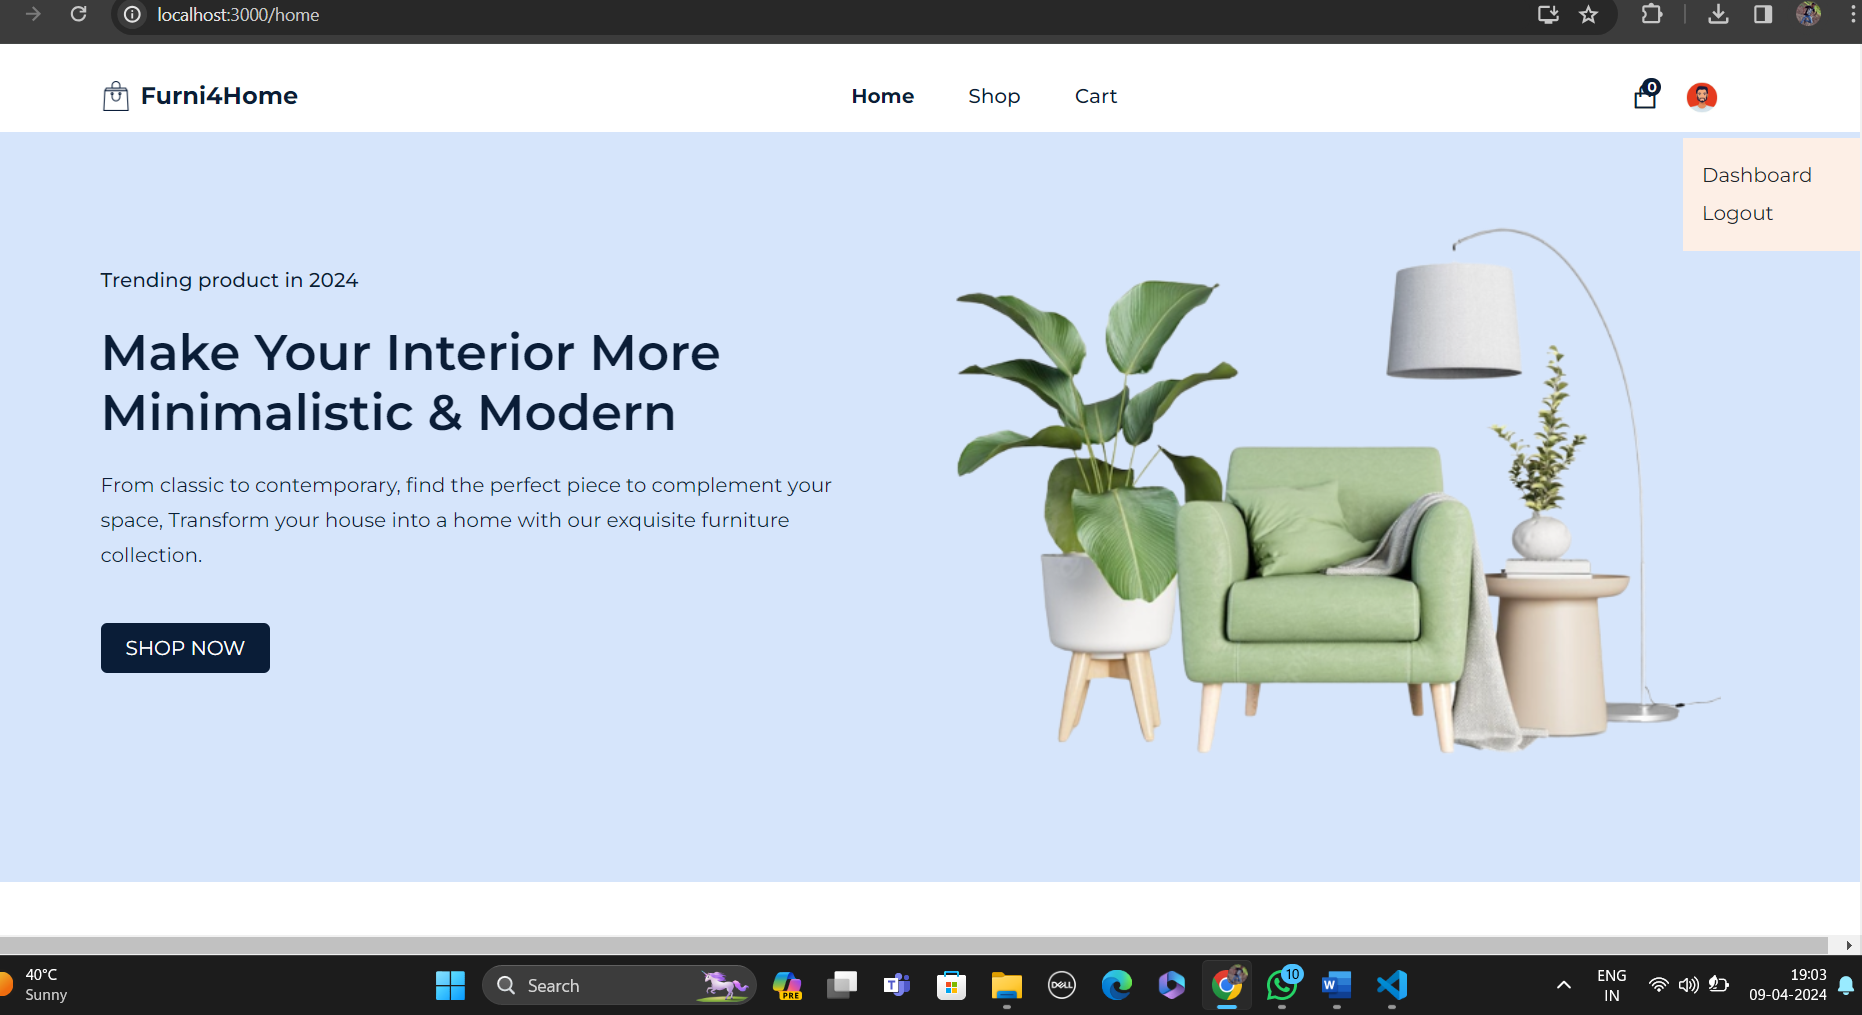 localhost:3000/home
Furni4Home
Home
Shop
Cart
0
Dashboard
Logout
Trending product in 2024
Make Your Interior More
Minimalistic & Modern
From classic to contemporary, find the perfect piece to complement your
space, Transform your house into a home with our exquisite furniture
collection.
SHOP NOW
40°C
Sunny
Search
PRE
T
DELL
10
W
ENG
IN
19:03
09-04-2024